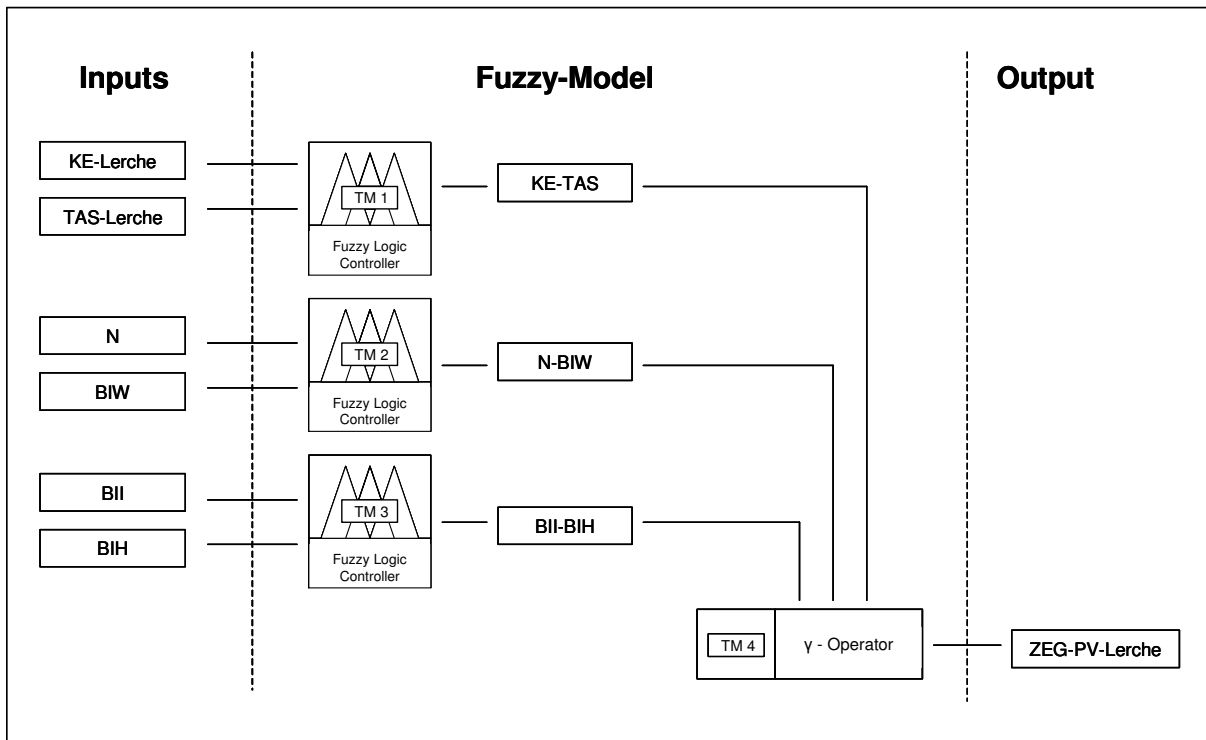 Inputs
Fuzzy-Model
Output
KE-Lerche
TAS-Lerche
TM 1
Fuzzy Logic
Controller
KE-TAS
N
BIW
TM 2
Fuzzy Logic
Controller
N-BIW
BII
BIH
TM 3
Fuzzy Logic
Controller
BII-BIH
TM 4
γ - Operator
ZEG-PV-Lerche